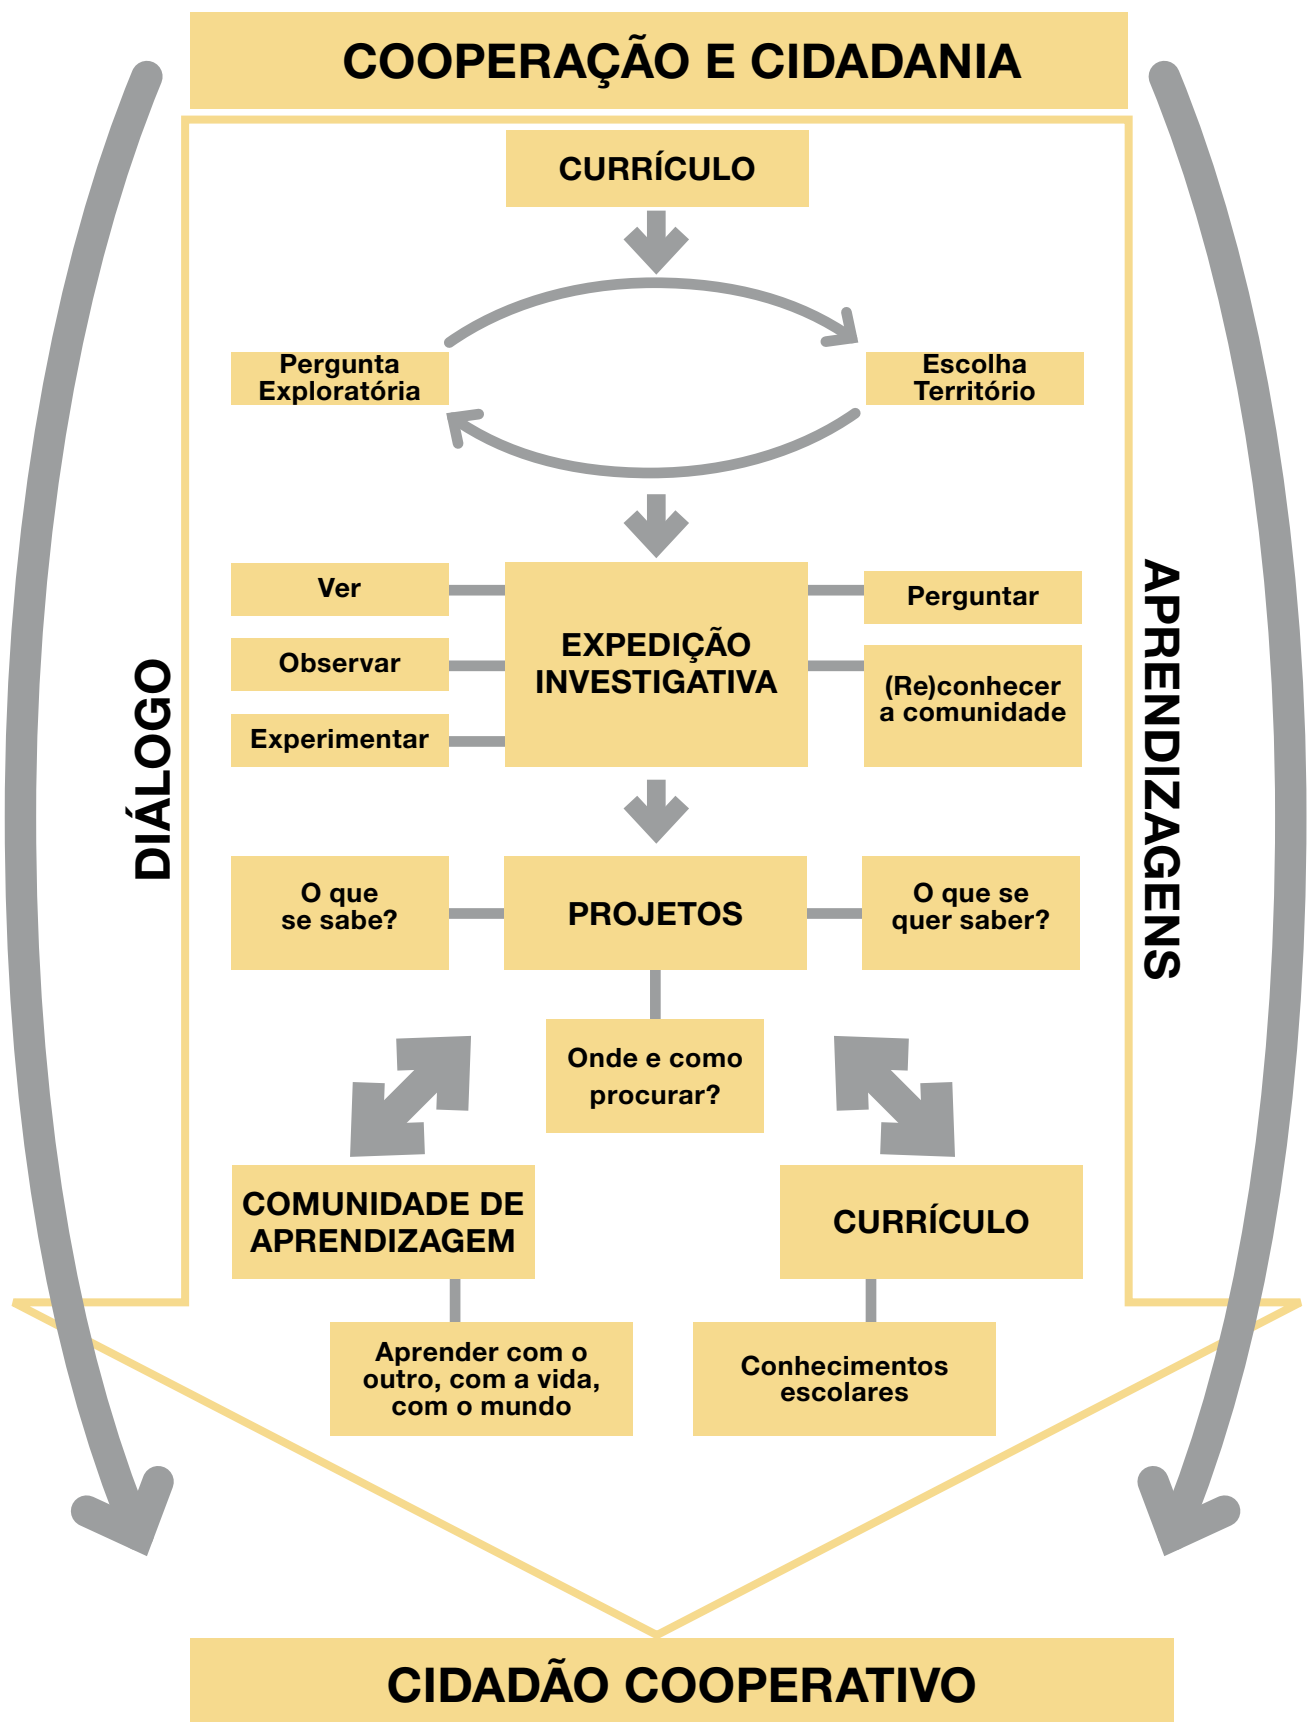 COOPERAÇÃO E CIDADANIA
CURRÍCULO
Pergunta
Exploratória
Escolha
Território
Ver
Observar
Experimentar
EXPEDIÇÃO
INVESTIGATIVA
Perguntar
(Re)conhecer
a comunidade
DIÁLOGO
APRENDIZAGENS
O que
se sabe?
PROJETOS
O que se
quer saber?
Onde e como
procurar?
COMUNIDADE DE
APRENDIZAGEM
CURRÍCULO
Aprender com o
outro, com a vida,
com o mundo
Conhecimentos
escolares
CIDADÃO COOPERATIVO